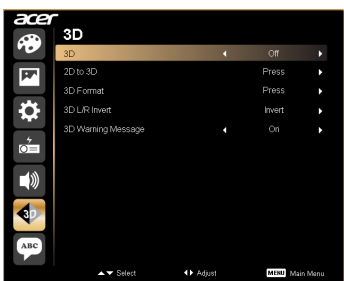 acer
3D
3D Off
2D to 3D Press
3D Format Press
3D L/R Invert Invert
3D Warning Message On
3D
ABC
Select Adjust MENU Main Menu